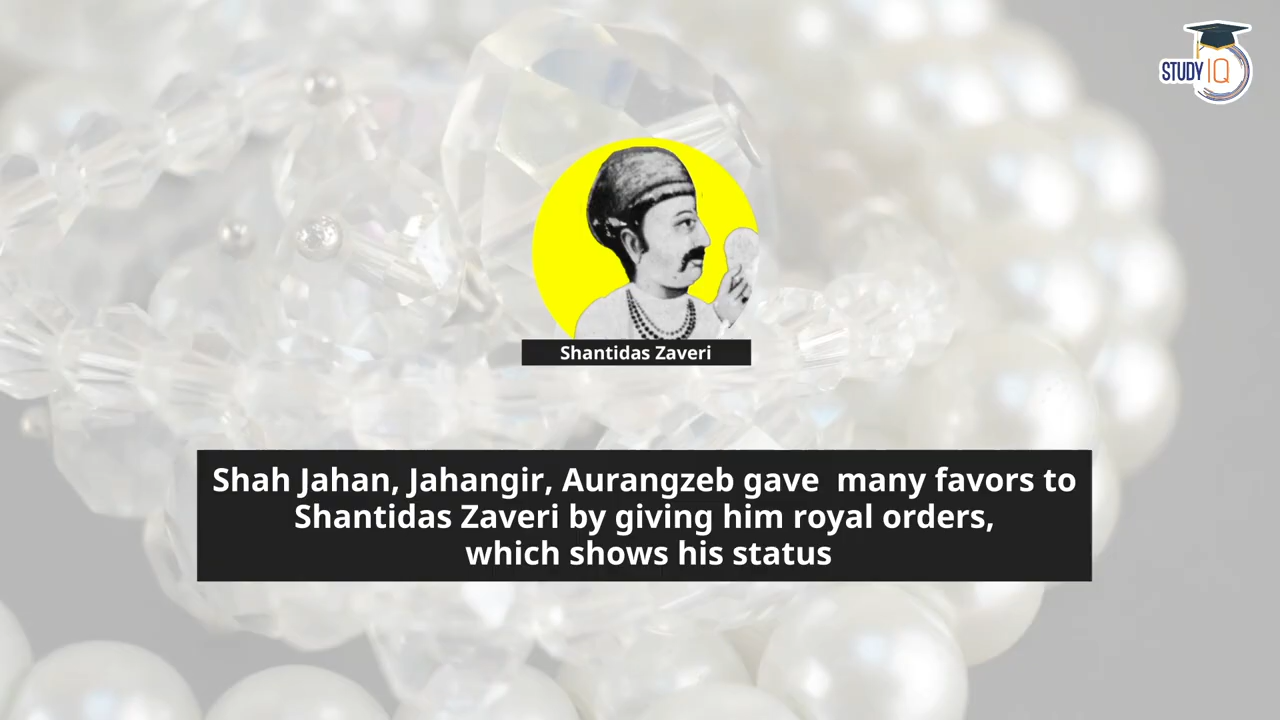 STUDY IQ
Shantidas Zaveri
Shah Jahan, Jahangir, Aurangzeb gave  many favors to
Shantidas Zaveri by giving him royal orders,
which shows his status